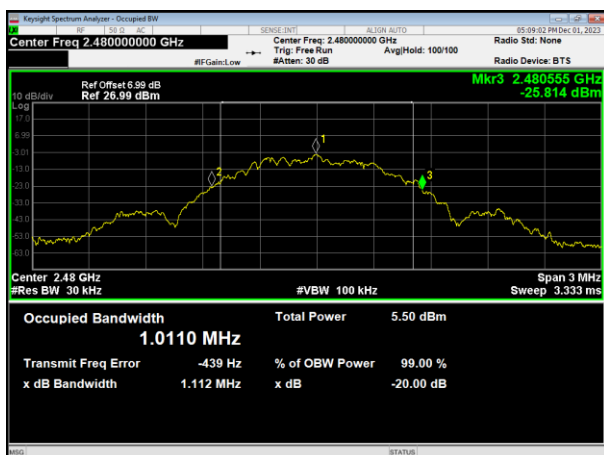 Keysight Spectrum Analyzer - Occupied BW
RF 50 Ω AC SENSE:INT ALIGN AUTO 05:09:02 PM Dec 01, 2023
Center Freq 2.480000000 GHz Center Freq: 2.480000000 GHz Radio Std: None
Trig: Free Run Avg|Hold: 100/100
#IFGain:Low #Atten: 30 dB Radio Device: BTS
Mkr3 2.480555 GHz
Ref Offset 6.99 dB
10 dB/div Ref 26.99 dBm -25.814 dBm
Log
17.0
6.99
-3.01
-13.0
-23.0
-33.0
-43.0
-53.0
-63.0
1
2
3
Center 2.48 GHz Span 3 MHz
#Res BW 30 kHz #VBW 100 kHz Sweep 3.333 ms
Occupied Bandwidth Total Power 5.50 dBm
1.0110 MHz
Transmit Freq Error -439 Hz % of OBW Power 99.00 %
x dB Bandwidth 1.112 MHz x dB -20.00 dB
MSG STATUS